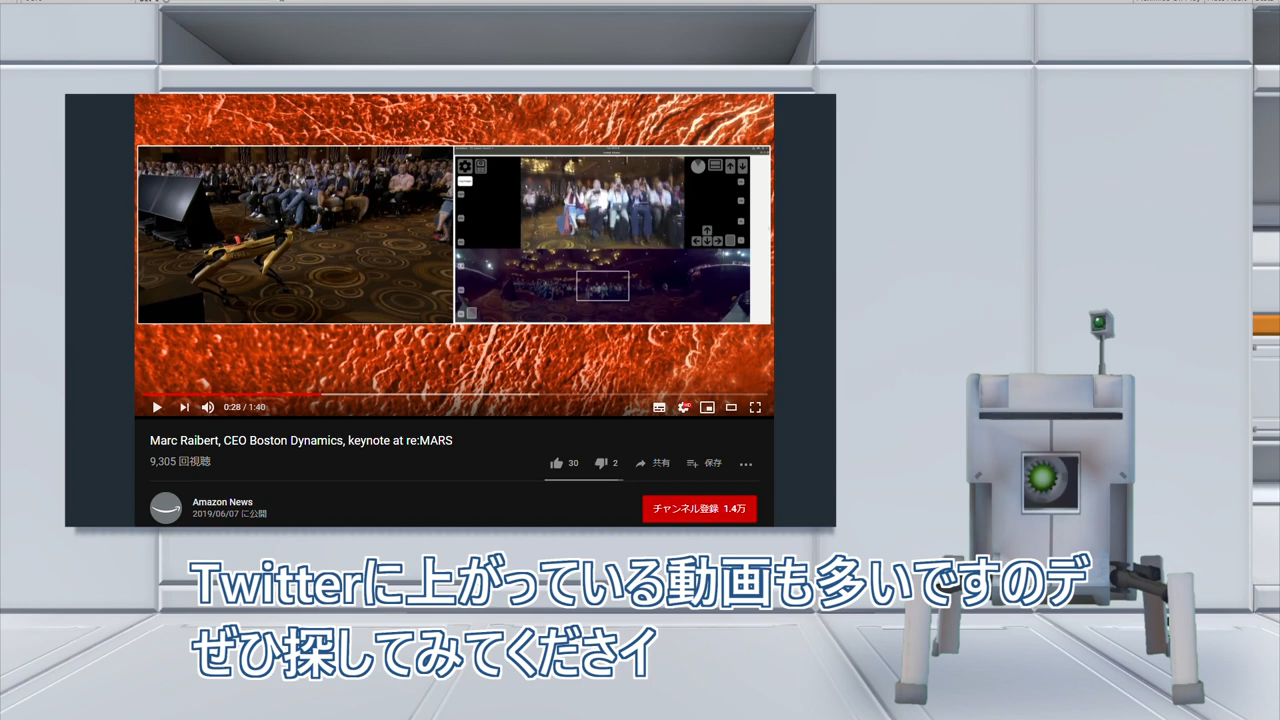 0:28 / 1:40
Marc Raibert, CEO Boston Dynamics, keynote at re:MARS
9,305 回視聴
30
2
共有
保存
Amazon News
2019/06/07 に公開
チャンネル登録 1.4万
Twitterに上がっている動画も多いですのデ
ぜひ探してみてくださイ